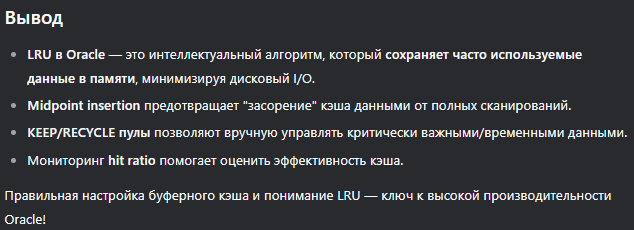 Вывод
LRU в Oracle — это интеллектуальный алгоритм, который сохраняет часто используемые
данные в памяти, минимизируя дисковый I/O.
Midpoint insertion предотвращает "засорение" кэша данными от полных сканирований.
KEEP/RECYCLE пулы позволяют вручную управлять критически важными/временными данными.
Мониторинг hit ratio помогает оценить эффективность кэша.
Правильная настройка буферного кэша и понимание LRU — ключ к высокой производительности
Oracle!